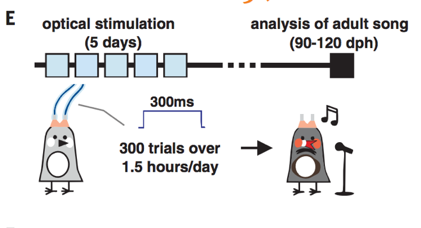 E
optical stimulation
(5 days)
analysis of adult song
(90-120 dph)
300ms
300 trials over
1.5 hours/day